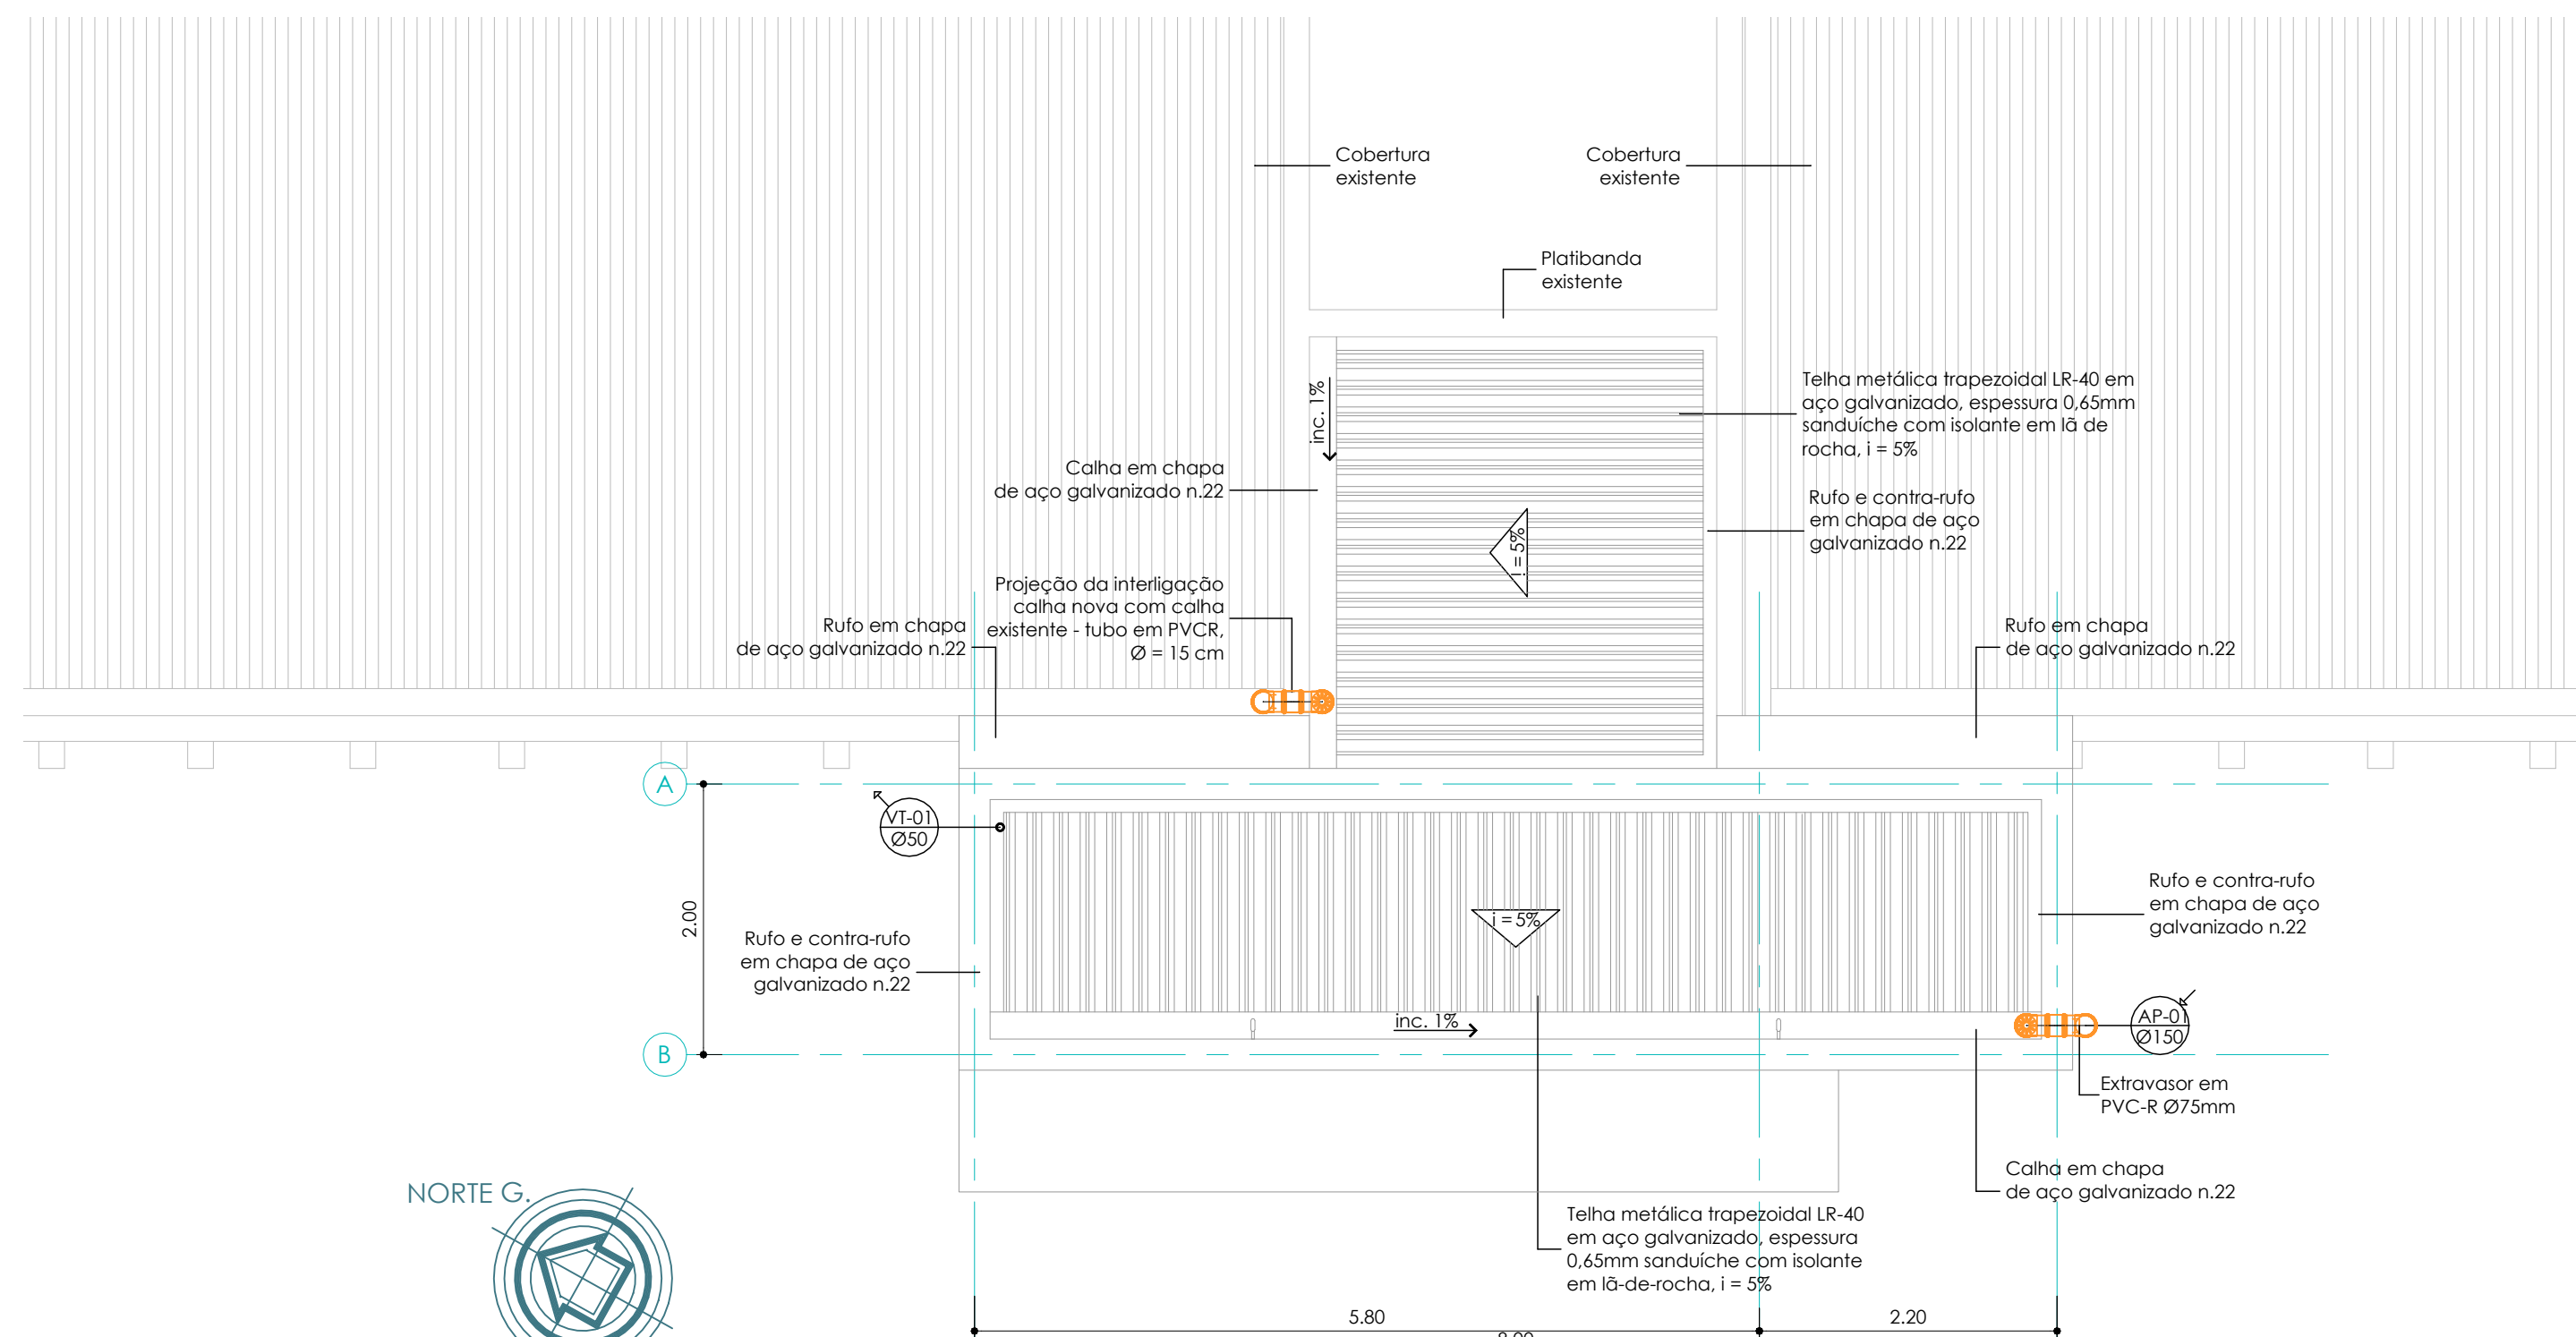 Cobertura
existente
Cobertura
existente
Platibanda
existente
Telha metálica trapezoidal LR-40 em
aço galvanizado, espessura 0,65mm
sanduíche com isolante em lã de
rocha, i = 5%
inc. 1%
Calha em chapa
de aço galvanizado n.22
Rufo e contra-rufo
em chapa de aço
galvanizado n.22
i = 5%
Projeção da interligação
calha nova com calha
existente - tubo em PVCR,
Ø = 15 cm
Rufo em chapa
de aço galvanizado n.22
Rufo em chapa
de aço galvanizado n.22
A
VT-01
Ø50
2.00
Rufo e contra-rufo
em chapa de aço
galvanizado n.22
i = 5%
Rufo e contra-rufo
em chapa de aço
galvanizado n.22
inc. 1%
AP-01
Ø150
B
Extravasor em
PVC-R Ø75mm
Calha em chapa
de aço galvanizado n.22
NORTE G.
Telha metálica trapezoidal LR-40
em aço galvanizado, espessura
0,65mm sanduíche com isolante
em lã-de-rocha, i = 5%
5.80
2.20
8.00